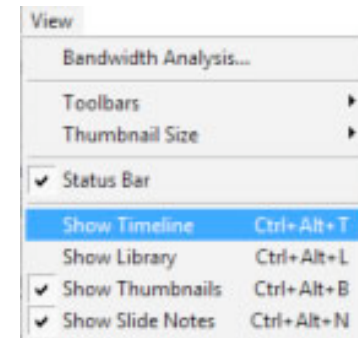 View
Bandwidth Analysis...
Toolbars
Thumbnail Size
Status Bar
Show Timeline Ctrl+Alt+T
Show Library Ctrl+Alt+L
Show Thumbnails Ctrl+Alt+B
Show Slide Notes Ctrl+Alt+N